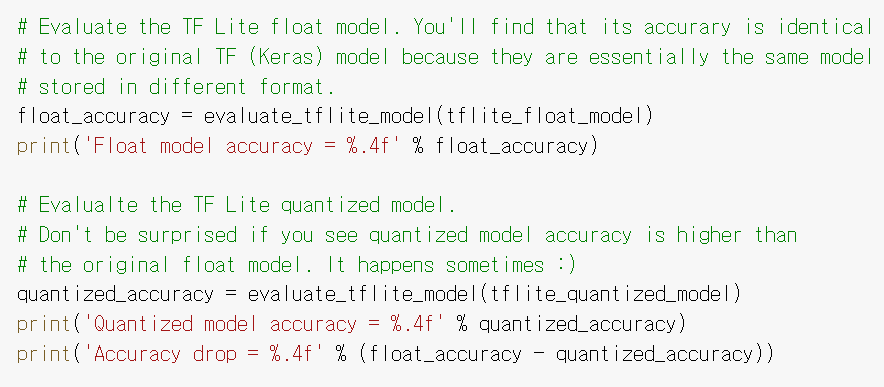 # Evaluate the TF Lite float model. You'll find that its accurary is identical
# to the original TF (Keras) model because they are essentially the same model
# stored in different format.
float_accuracy = evaluate_tflite_model(tflite_float_model)
print('Float model accuracy = %.4f' % float_accuracy)

# Evalualte the TF Lite quantized model.
# Don't be surprised if you see quantized model accuracy is higher than
# the original float model. It happens sometimes :)
quantized_accuracy = evaluate_tflite_model(tflite_quantized_model)
print('Quantized model accuracy = %.4f' % quantized_accuracy)
print('Accuracy drop = %.4f' % (float_accuracy - quantized_accuracy))